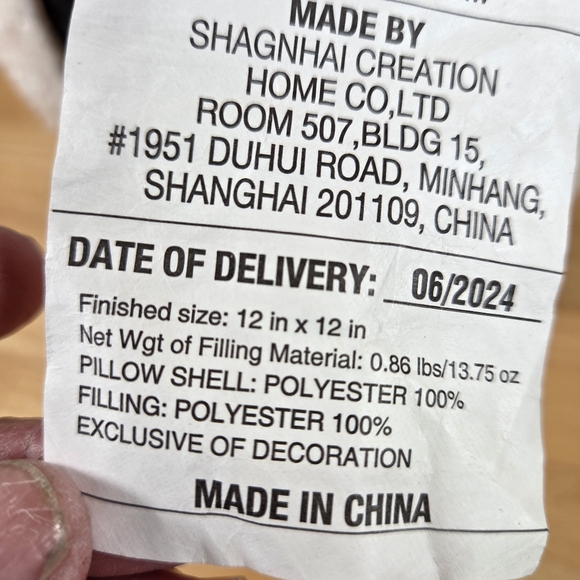 MADE BY
SHAGNHAI CREATION
HOME CO,LTD
ROOM 507,BLDG 15,
#1951 DUHUI ROAD, MINHANG,
SHANGHAI 201109, CHINA
DATE OF DELIVERY: 06/2024
Finished size: 12 in x 12 in
Net Wgt of Filling Material: 0.86 lbs/13.75 oz
PILLOW SHELL: POLYESTER 100%
FILLING: POLYESTER 100%
EXCLUSIVE OF DECORATION
MADE IN CHINA